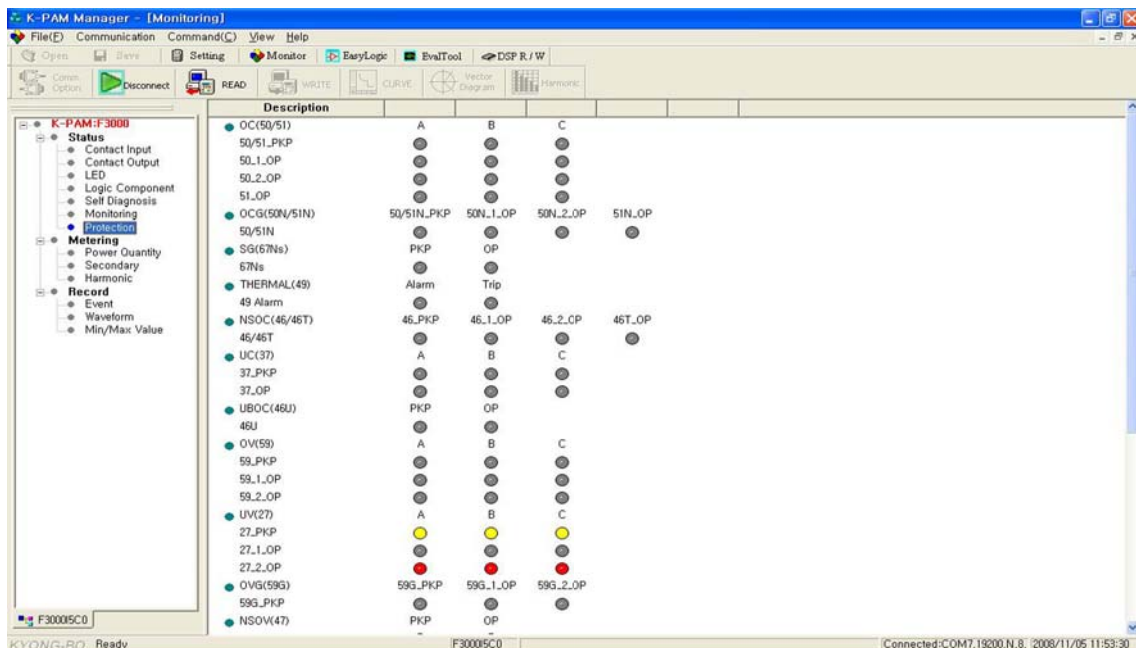 K-PAM Manager - [Monitoring]
File(F) Communication Command(C) View Help
Open Save Setting Monitor EasyLogic EvalTool DSP R/W
Comm. Option Disconnect READ WRITE CURVE Vector Diagram Harmonic
Description
K-PAM:F3000
Status
Contact Input
Contact Output
LED
Logic Component
Self Diagnosis
Monitoring
Protection
Metering
Power Quantity
Secondary
Harmonic
Record
Event
Waveform
Min/Max Value
OC(50/51) A B C
50/51_PKP
50_1_OP
50_2_OP
51_OP
OCG(50N/51N) 50/51N_PKP 50N_1_OP 50N_2_OP 51N_OP
50/51N
SG(67Ns) PKP OP
67Ns
THERMAL(49) Alarm Trip
49 Alarm
NSOC(46/46T) 46_PKP 46_1_OP 46_2_OP 46T_OP
46/46T
UC(37) A B C
37_PKP
37_OP
UBOC(46U) PKP OP
46U
OV(59) A B C
59_PKP
59_1_OP
59_2_OP
UV(27) A B C
27_PKP
27_1_OP
27_2_OP
OVG(59G) 59G_PKP 59G_1_OP 59G_2_OP
59G_PKP
NSOV(47) PKP OP
F3000I5C0
KYONG-BO Ready F3000I5C0 Connected:COM7,19200,N,8, 2008/11/05 11:53:30